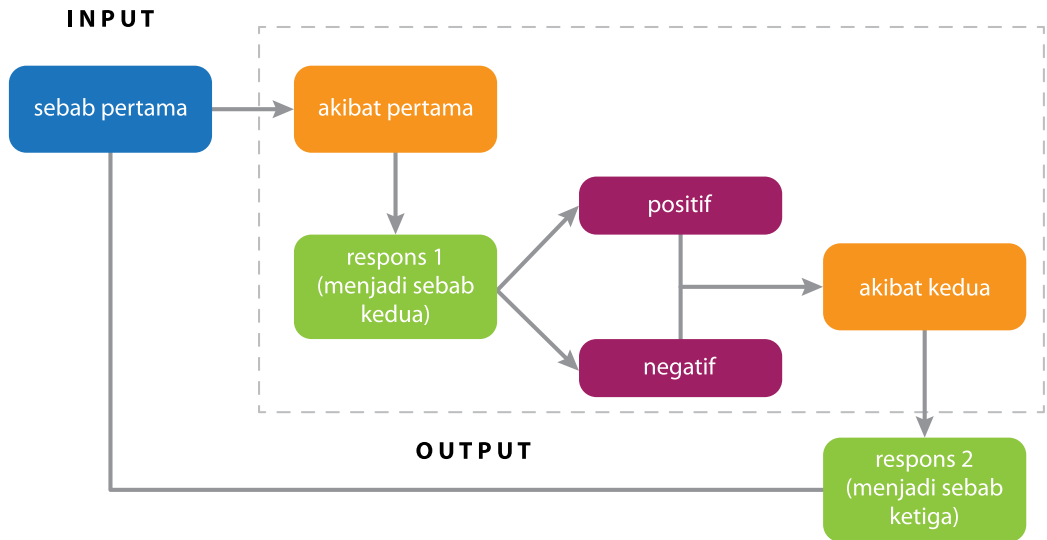 INPUT
sebab pertama
akibat pertama
respons 1
(menjadi sebab
kedua)
positif
negatif
akibat kedua
OUTPUT
respons 2
(menjadi sebab
ketiga)